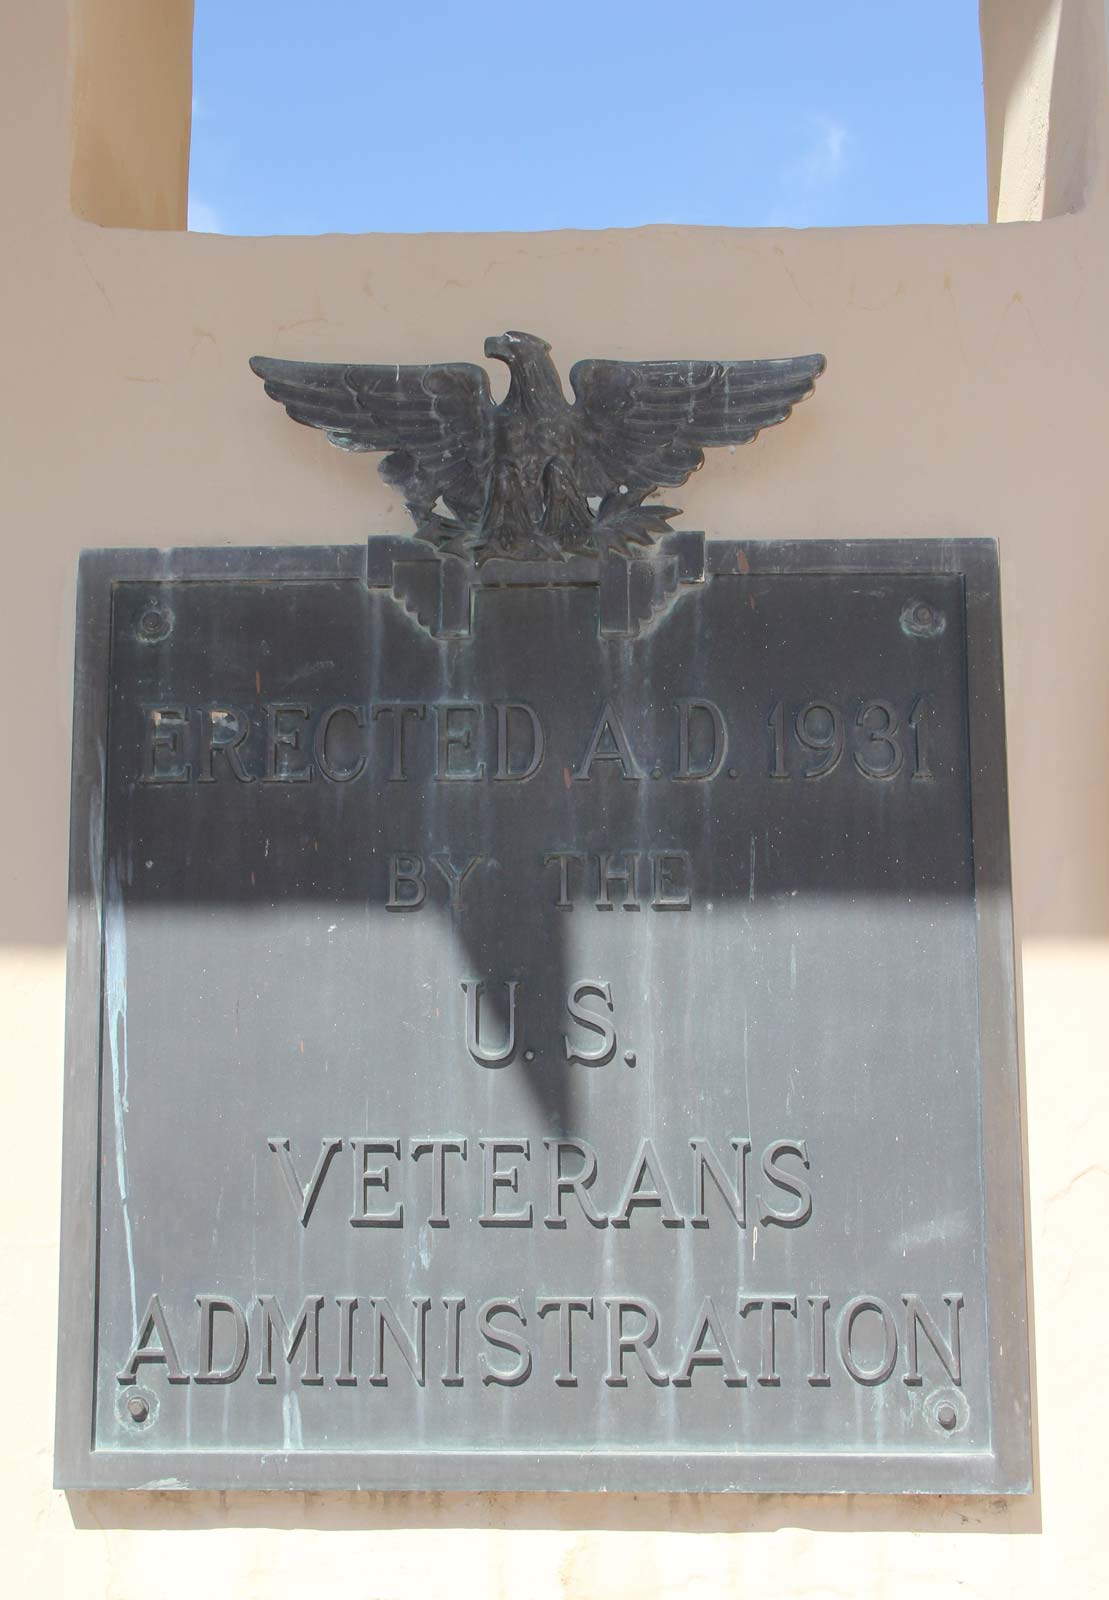 ERECTED A.D. 1931
BY THE
U.S.
VETERANS
ADMINISTRATION